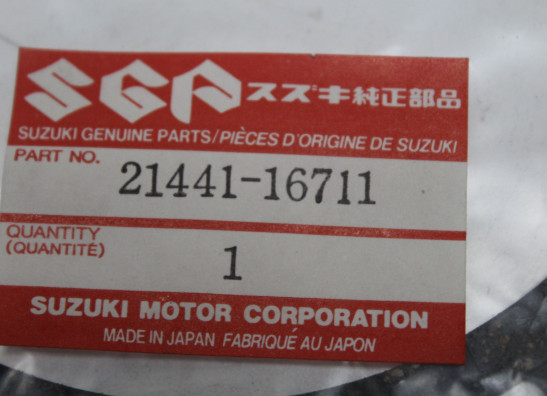 SGP スズキ純正部品
SUZUKI GENUINE PARTS/PIÈCES D'ORIGINE DE SUZUKI
PART NO.
21441-16711
QUANTITY
(QUANTITÉ)
1
SUZUKI MOTOR CORPORATION
MADE IN JAPAN FABRIQUÉ AU JAPON